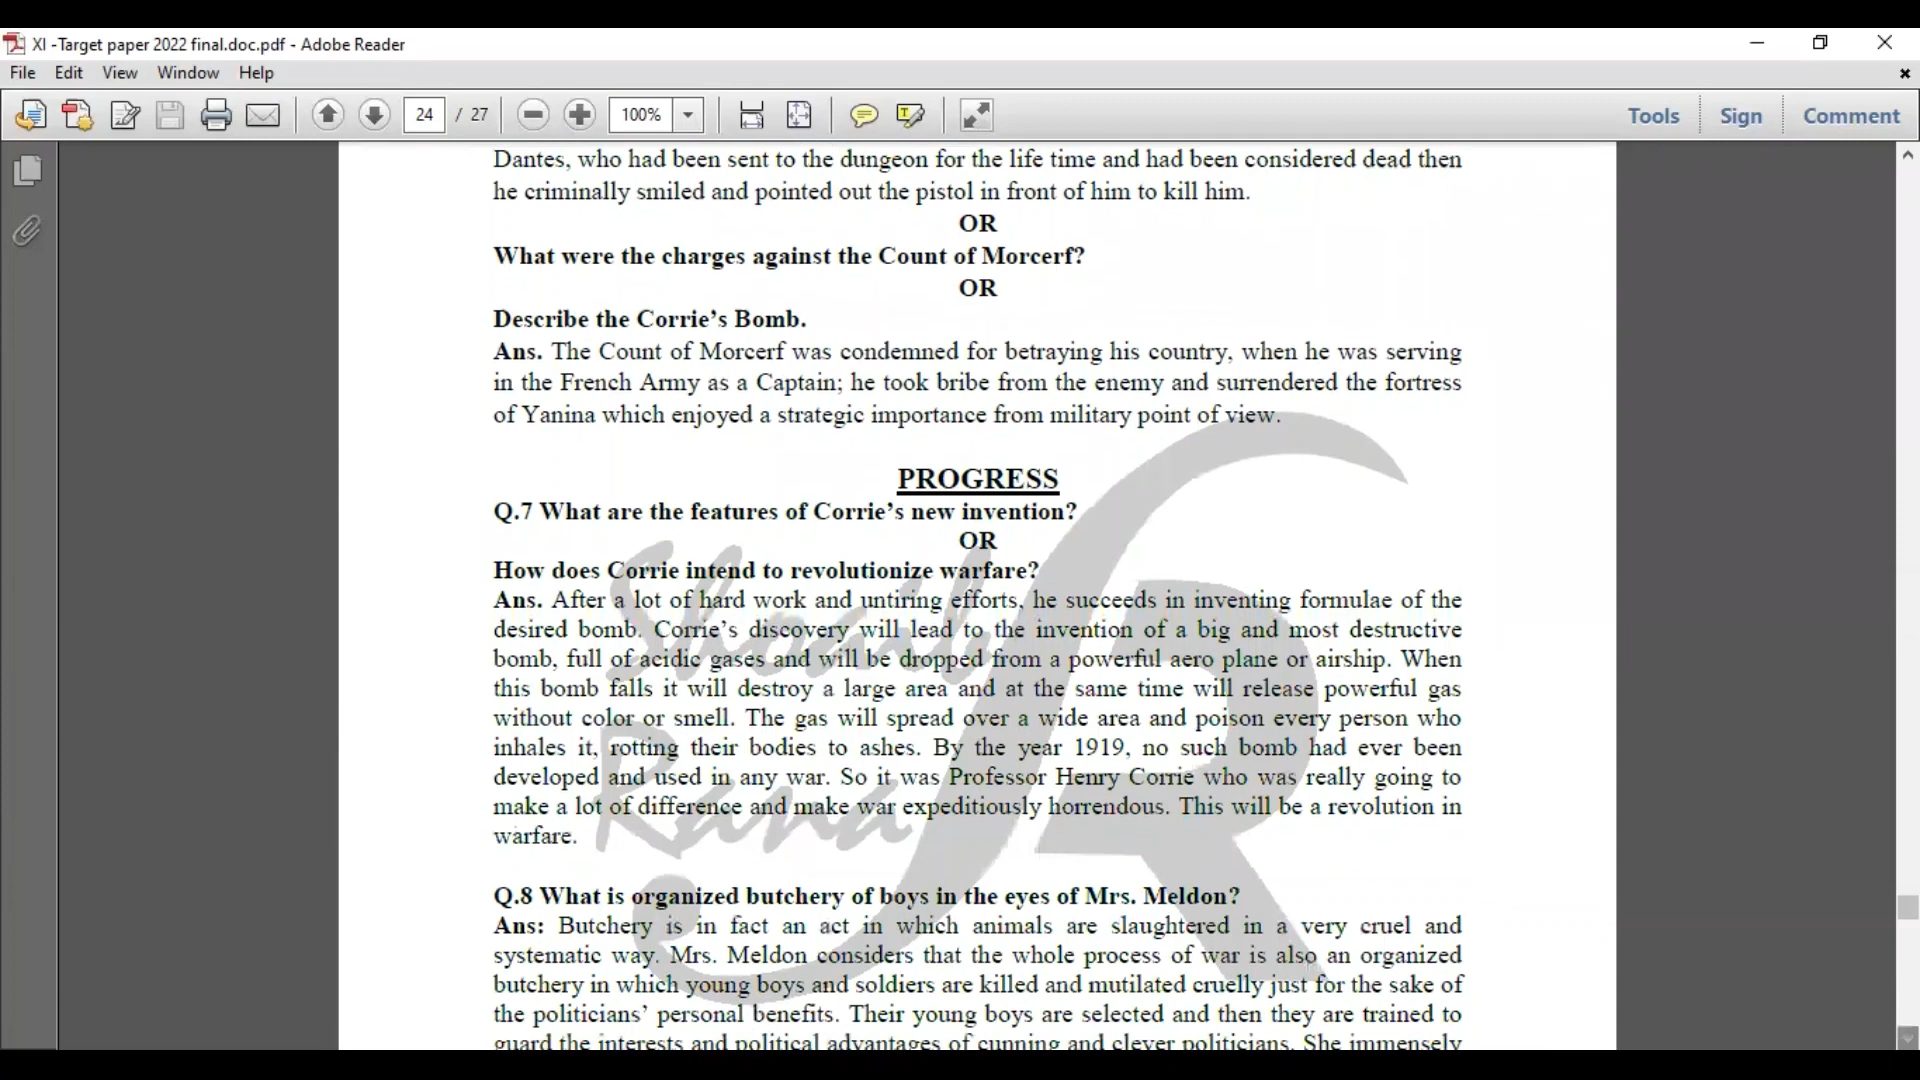 XI -Target paper 2022 final.doc.pdf - Adobe Reader
File Edit View Window Help
24 / 27 100% Tools Sign Comment
Dantes, who had been sent to the dungeon for the life time and had been considered dead then
he criminally smiled and pointed out the pistol in front of him to kill him.
OR
What were the charges against the Count of Morcerf?
OR
Describe the Corrie’s Bomb.
Ans. The Count of Morcerf was condemned for betraying his country, when he was serving
in the French Army as a Captain; he took bribe from the enemy and surrendered the fortress
of Yanina which enjoyed a strategic importance from military point of view.
PROGRESS
Q.7 What are the features of Corrie’s new invention?
OR
How does Corrie intend to revolutionize warfare?
Ans. After a lot of hard work and untiring efforts, he succeeds in inventing formulae of the
desired bomb. Corrie’s discovery will lead to the invention of a big and most destructive
bomb, full of acidic gases and will be dropped from a powerful aero plane or airship. When
this bomb falls it will destroy a large area and at the same time will release powerful gas
without color or smell. The gas will spread over a wide area and poison every person who
inhales it, rotting their bodies to ashes. By the year 1919, no such bomb had ever been
developed and used in any war. So it was Professor Henry Corrie who was really going to
make a lot of difference and make war expeditiously horrendous. This will be a revolution in
warfare.
Q.8 What is organized butchery of boys in the eyes of Mrs. Meldon?
Ans: Butchery is in fact an act in which animals are slaughtered in a very cruel and
systematic way. Mrs. Meldon considers that the whole process of war is also an organized
butchery in which young boys and soldiers are killed and mutilated cruelly just for the sake of
the politicians’ personal benefits. Their young boys are selected and then they are trained to
guard the interests and political advantages of cunning and clever politicians. She immensely
Shoaib
Rana
SR